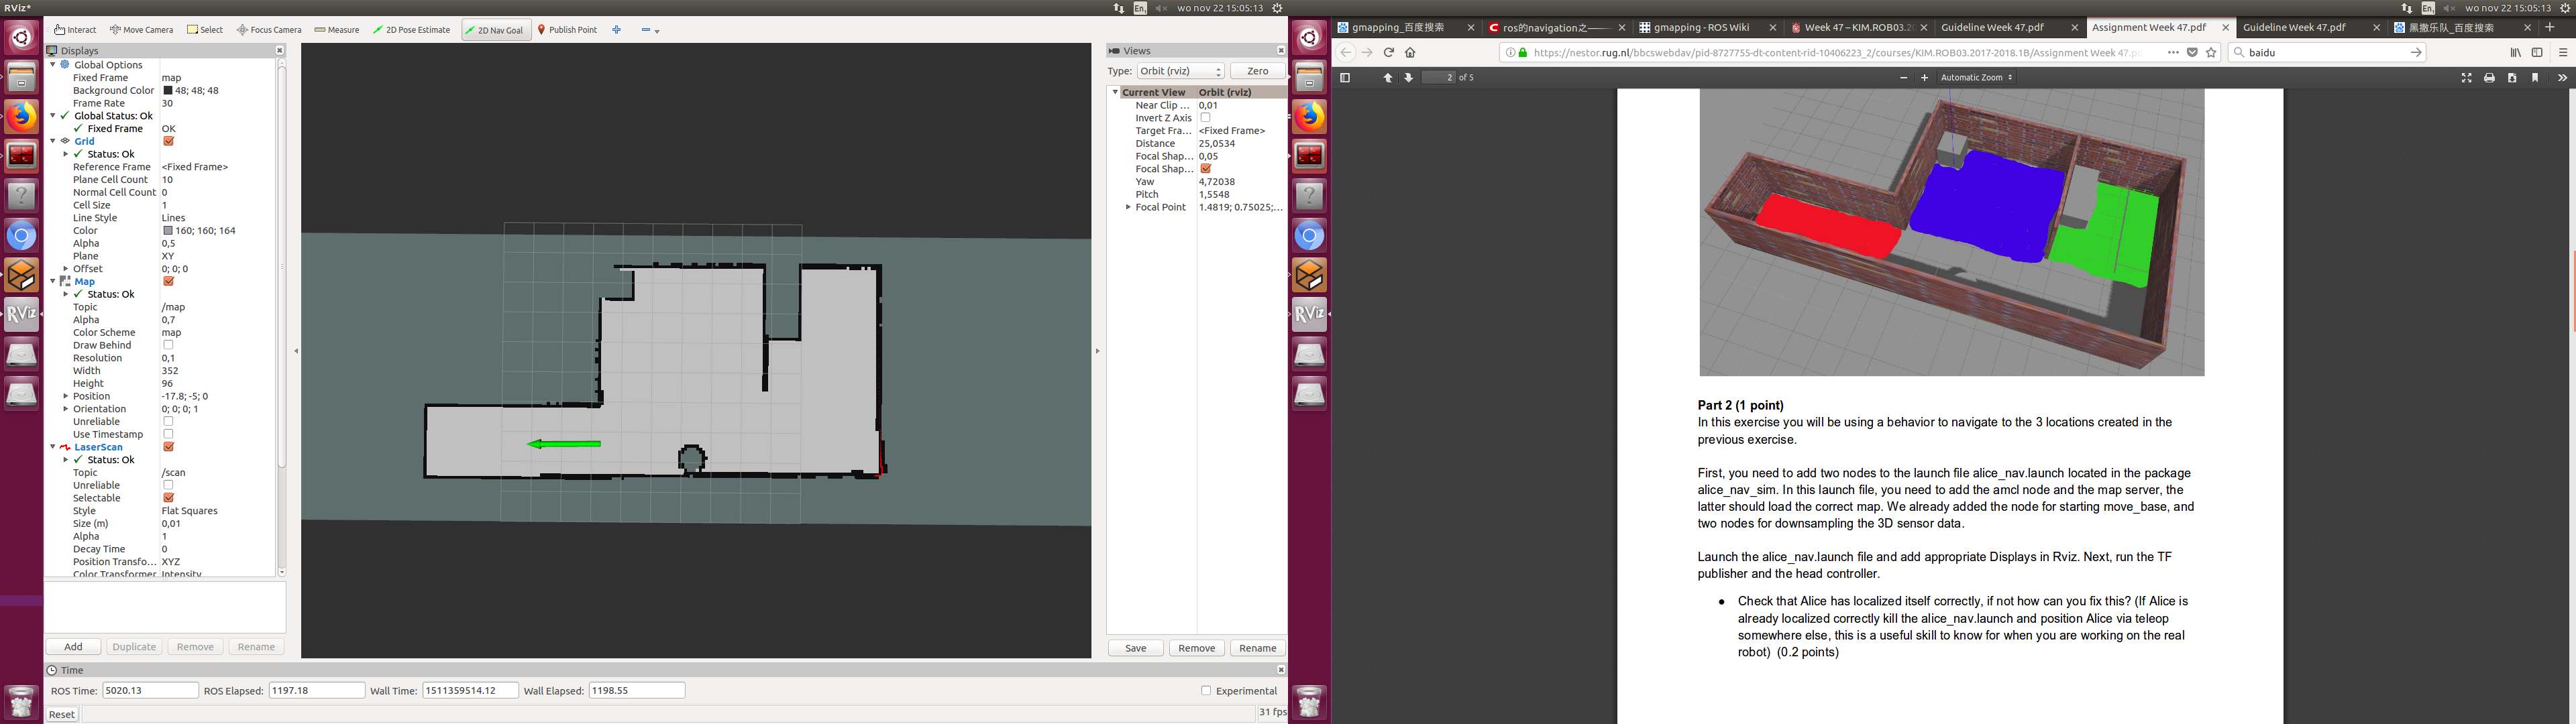 RViz*
En
wo nov 22 15:05:13
Interact
Move Camera
Select
Focus Camera
Measure
2D Pose Estimate
2D Nav Goal
Publish Point
Displays
Global Options
Fixed Frame map
Background Color 48; 48; 48
Frame Rate 30
Global Status: Ok
Fixed Frame OK
Grid
Status: Ok
Reference Frame <Fixed Frame>
Plane Cell Count 10
Normal Cell Count 0
Cell Size 1
Line Style Lines
Color 160; 160; 164
Alpha 0,5
Plane XY
Offset 0; 0; 0
Map
Status: Ok
Topic /map
Alpha 0,7
Color Scheme map
Draw Behind
Resolution 0,1
Width 352
Height 96
Position -17.8; -5; 0
Orientation 0; 0; 0; 1
Unreliable
Use Timestamp
LaserScan
Status: Ok
Topic /scan
Unreliable
Selectable
Style Flat Squares
Size (m) 0,01
Alpha 1
Decay Time 0
Position Transfo... XYZ
Color Transformer Intensity
Add
Duplicate
Remove
Rename
Views
Type: Orbit (rviz)
Zero
Current View Orbit (rviz)
Near Clip ... 0,01
Invert Z Axis
Target Fra... <Fixed Frame>
Distance 25,0534
Focal Shap... 0,05
Focal Shap...
Yaw 4,72038
Pitch 1,5548
Focal Point 1.4819; 0.75025;...
Save
Remove
Rename
Time
ROS Time: 5020.13 ROS Elapsed: 1197.18 Wall Time: 1511359514.12 Wall Elapsed: 1198.55
Experimental
Reset
31 fps
RViz
RViz
En
wo nov 22 15:05:13
gmapping_百度搜索
ros的navigation之——
gmapping - ROS Wiki
Week 47 – KIM.ROB03.20
Guideline Week 47.pdf
Assignment Week 47.pdf
Guideline Week 47.pdf
黑撒乐队_百度搜索
https://nestor.rug.nl/bbcswebdav/pid-8727755-dt-content-rid-10406223_2/courses/KIM.ROB03.2017-2018.1B/Assignment Week 47.p
baidu
2 of 5
Automatic Zoom
Part 2 (1 point)
In this exercise you will be using a behavior to navigate to the 3 locations created in the
previous exercise.
First, you need to add two nodes to the launch file alice_nav.launch located in the package
alice_nav_sim. In this launch file, you need to add the amcl node and the map server, the
latter should load the correct map. We already added the node for starting move_base, and
two nodes for downsampling the 3D sensor data.
Launch the alice_nav.launch file and add appropriate Displays in Rviz. Next, run the TF
publisher and the head controller.
● Check that Alice has localized itself correctly, if not how can you fix this? (If Alice is
already localized correctly kill the alice_nav.launch and position Alice via teleop
somewhere else, this is a useful skill to know for when you are working on the real
robot) (0.2 points)